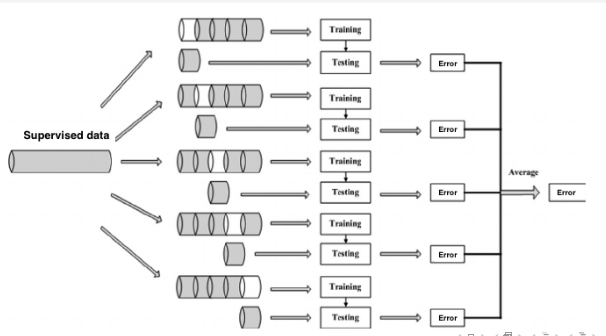 Training
Testing
Error
Training
Testing
Error
Supervised data
Training
Testing
Error
Average
Error
Training
Testing
Error
Training
Testing
Error